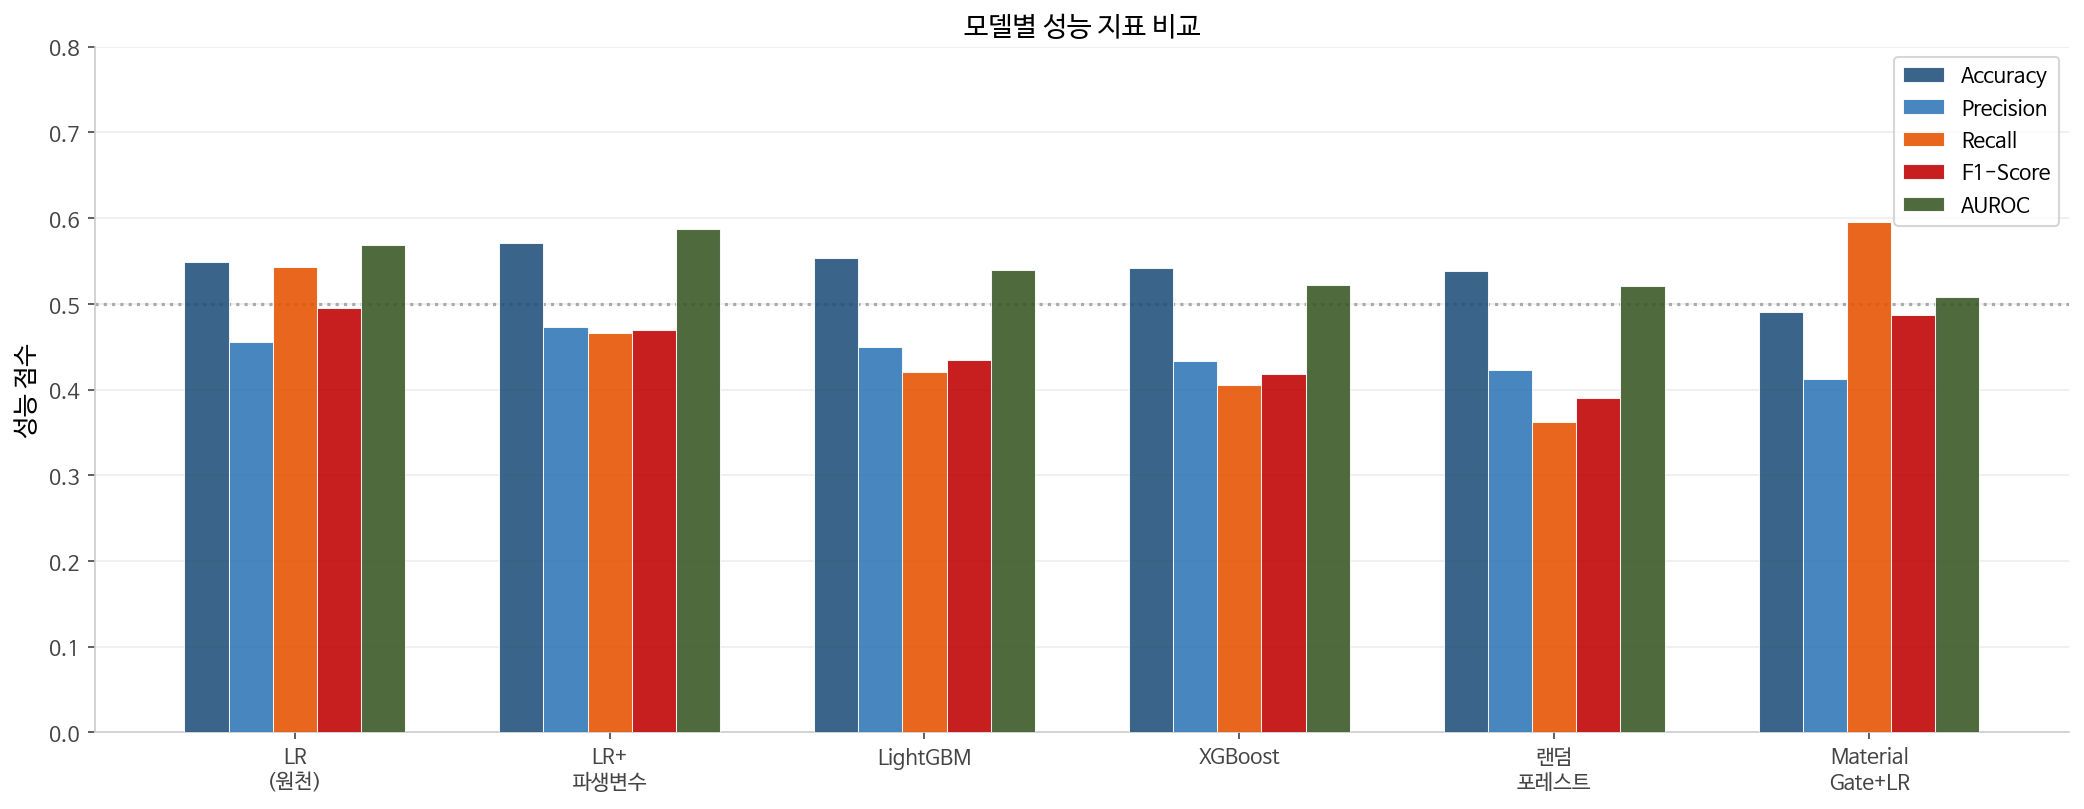 모델별 성능 지표 비교
성능 점수
0.8
0.7
0.6
0.5
0.4
0.3
0.2
0.1
0.0
Accuracy
Precision
Recall
F1-Score
AUROC
LR
(원천)
LR+
파생변수
LightGBM
XGBoost
랜덤
포레스트
Material
Gate+LR